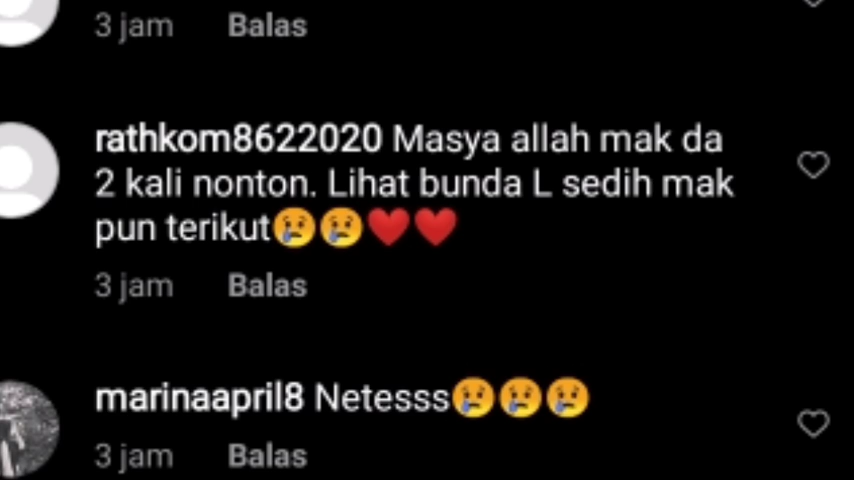 3 jam Balas
rathkom8622020 Masya allah mak da
2 kali nonton. Lihat bunda L sedih mak
pun terikut😢😢❤️❤️
3 jam Balas
marinaapril8 Netesss😢😢😢
3 jam Balas